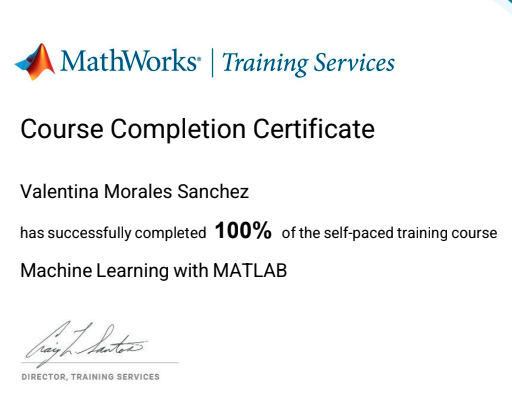 MathWorks® | Training Services
Course Completion Certificate
Valentina Morales Sanchez
has successfully completed 100% of the self-paced training course
Machine Learning with MATLAB
Craig L. Santos
DIRECTOR, TRAINING SERVICES